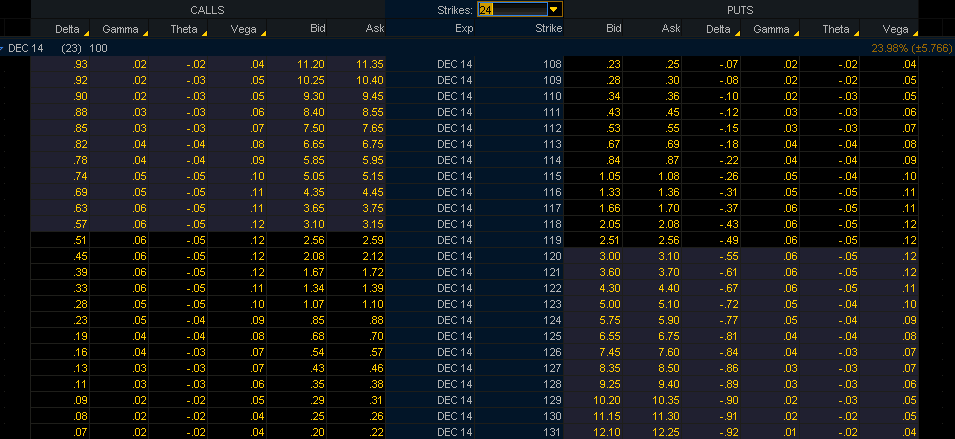 CALLS Strikes: 24 PUTS
Delta Gamma Theta Vega Bid Ask Exp Strike Bid Ask Delta Gamma Theta Vega
DEC 14 (23) 100 23.98% (±5.766)
.93 .02 -.02 .04 11.20 11.35 DEC 14 108 .23 .25 -.07 .02 -.02 .04
.92 .02 -.03 .05 10.25 10.40 DEC 14 109 .28 .30 -.08 .02 -.02 .05
.90 .02 -.03 .05 9.30 9.45 DEC 14 110 .34 .36 -.10 .02 -.03 .05
.88 .03 -.03 .06 8.40 8.55 DEC 14 111 .43 .45 -.12 .03 -.03 .06
.85 .03 -.03 .07 7.50 7.65 DEC 14 112 .53 .55 -.15 .03 -.03 .07
.82 .04 -.04 .08 6.65 6.75 DEC 14 113 .67 .69 -.18 .04 -.04 .08
.78 .04 -.04 .09 5.85 5.95 DEC 14 114 .84 .87 -.22 .04 -.04 .09
.74 .05 -.05 .10 5.05 5.15 DEC 14 115 1.05 1.08 -.26 .05 -.04 .10
.69 .05 -.05 .11 4.35 4.45 DEC 14 116 1.33 1.36 -.31 .05 -.05 .11
.63 .06 -.05 .11 3.65 3.75 DEC 14 117 1.66 1.70 -.37 .06 -.05 .11
.57 .06 -.05 .12 3.10 3.15 DEC 14 118 2.05 2.08 -.43 .06 -.05 .12
.51 .06 -.05 .12 2.56 2.59 DEC 14 119 2.51 2.56 -.49 .06 -.05 .12
.45 .06 -.05 .12 2.08 2.12 DEC 14 120 3.00 3.10 -.55 .06 -.05 .12
.39 .06 -.05 .12 1.67 1.72 DEC 14 121 3.60 3.70 -.61 .06 -.05 .12
.33 .06 -.05 .11 1.34 1.39 DEC 14 122 4.30 4.40 -.67 .06 -.05 .11
.28 .05 -.05 .10 1.07 1.10 DEC 14 123 5.00 5.10 -.72 .05 -.04 .10
.23 .05 -.04 .09 .85 .88 DEC 14 124 5.75 5.90 -.77 .05 -.04 .09
.19 .04 -.04 .08 .68 .70 DEC 14 125 6.55 6.75 -.81 .04 -.04 .08
.16 .04 -.03 .07 .54 .57 DEC 14 126 7.45 7.60 -.84 .04 -.03 .07
.13 .03 -.03 .07 .43 .46 DEC 14 127 8.35 8.50 -.86 .03 -.03 .07
.11 .03 -.03 .06 .35 .38 DEC 14 128 9.25 9.40 -.89 .03 -.03 .06
.09 .02 -.02 .05 .29 .31 DEC 14 129 10.20 10.35 -.90 .02 -.02 .05
.08 .02 -.02 .04 .25 .26 DEC 14 130 11.15 11.30 -.91 .02 -.02 .05
.07 .02 -.02 .04 .20 .22 DEC 14 131 12.10 12.25 -.92 .01 -.02 .04